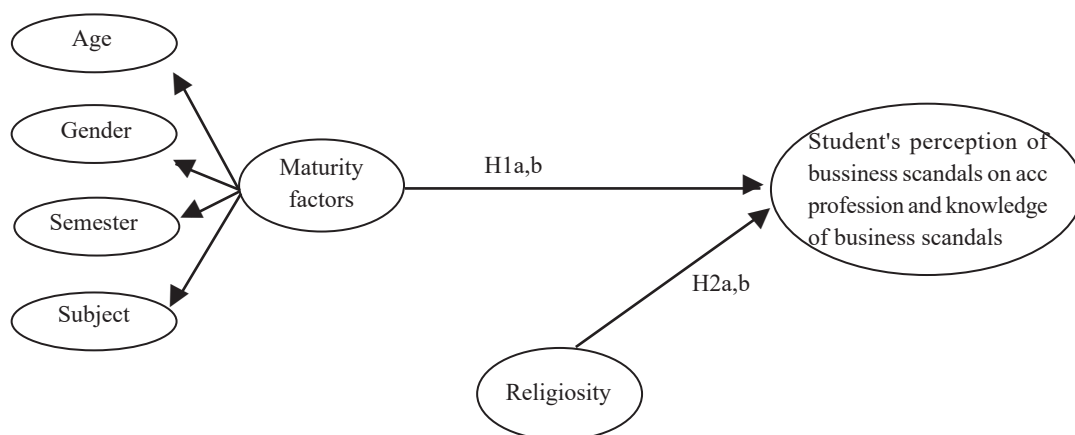 Age
Gender
Semester
Subject
Maturity
factors
H1a,b
Student's perception of
bussiness scandals on acc
profession and knowledge
of business scandals
H2a,b
Religiosity